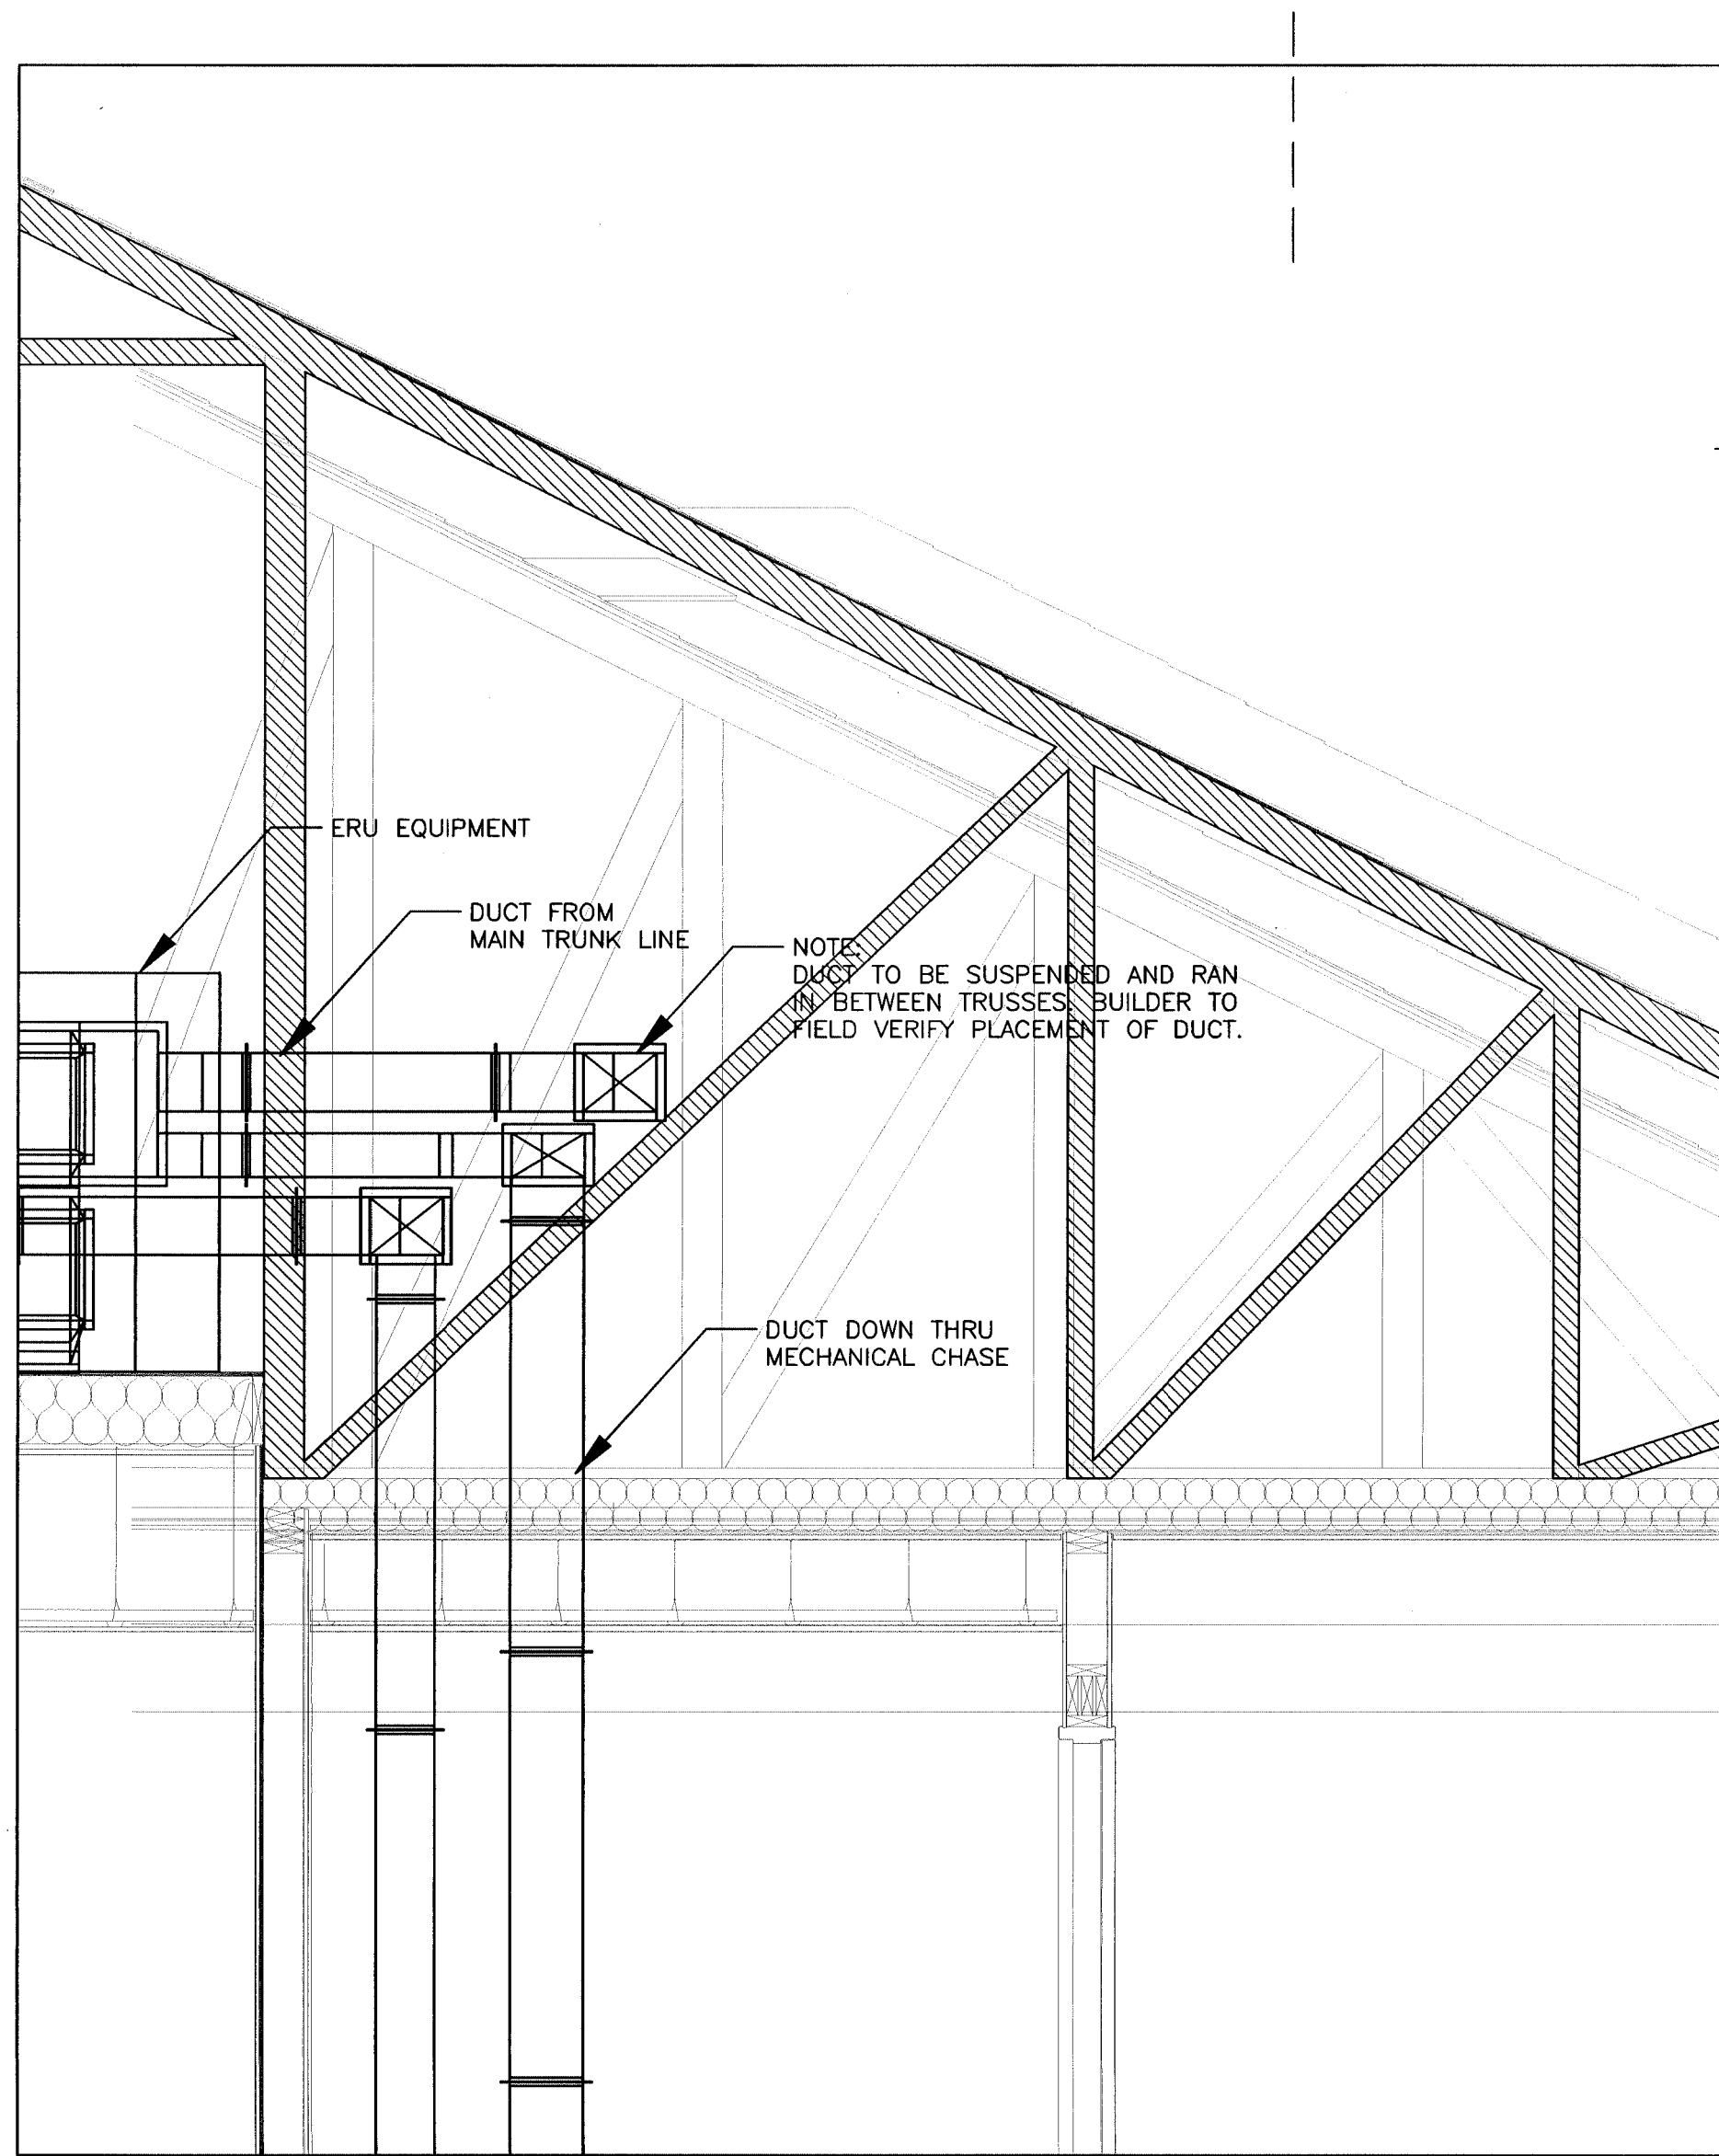 ERU EQUIPMENT
DUCT FROM
MAIN TRUNK LINE
NOTE:
DUCT TO BE SUSPENDED AND RAN
IN BETWEEN TRUSSES. BUILDER TO
FIELD VERIFY PLACEMENT OF DUCT.
DUCT DOWN THRU
MECHANICAL CHASE